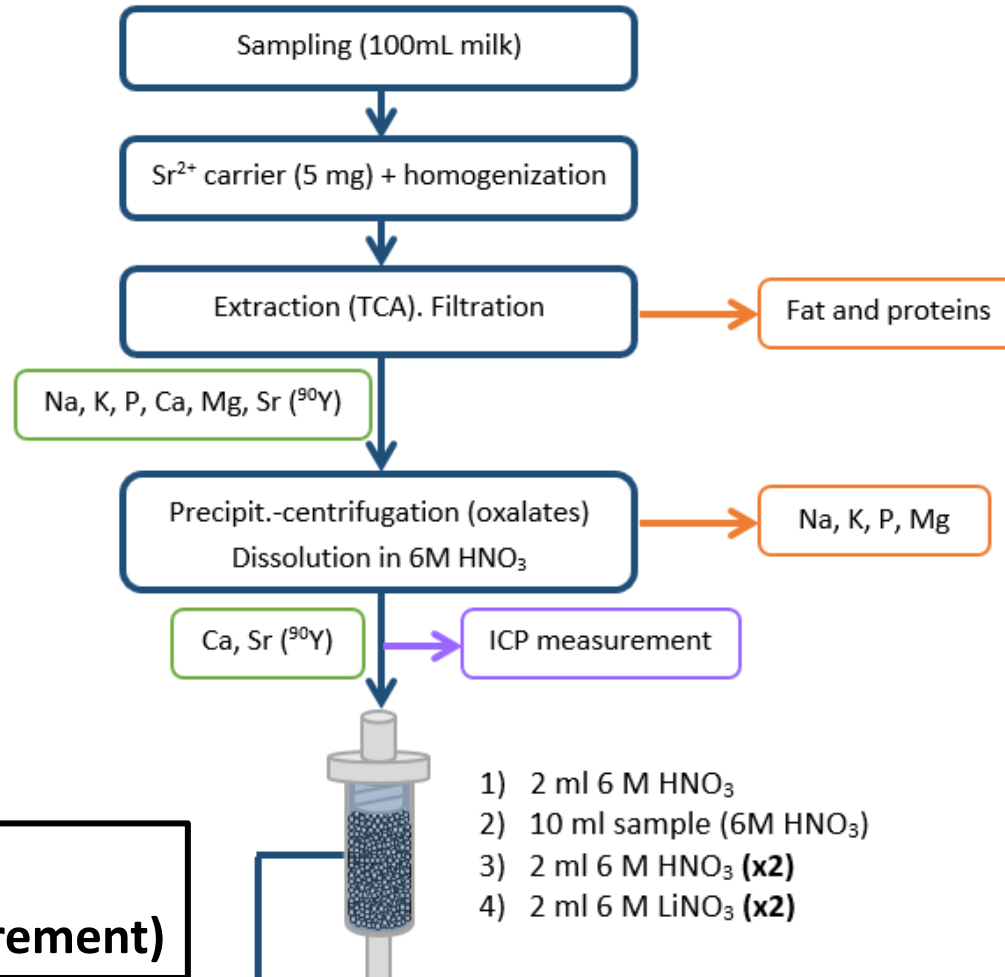 Sampling (100mL milk)
Sr²⁺ carrier (5 mg) + homogenization
Extraction (TCA). Filtration
Fat and proteins
Na, K, P, Ca, Mg, Sr (⁹⁰Y)
Precipit.-centrifugation (oxalates)
Dissolution in 6M HNO₃
Na, K, P, Mg
Ca, Sr (⁹⁰Y)
ICP measurement
1) 2 ml 6 M HNO₃
2) 10 ml sample (6M HNO₃)
3) 2 ml 6 M HNO₃ (x2)
4) 2 ml 6 M LiNO₃ (x2)
rement)